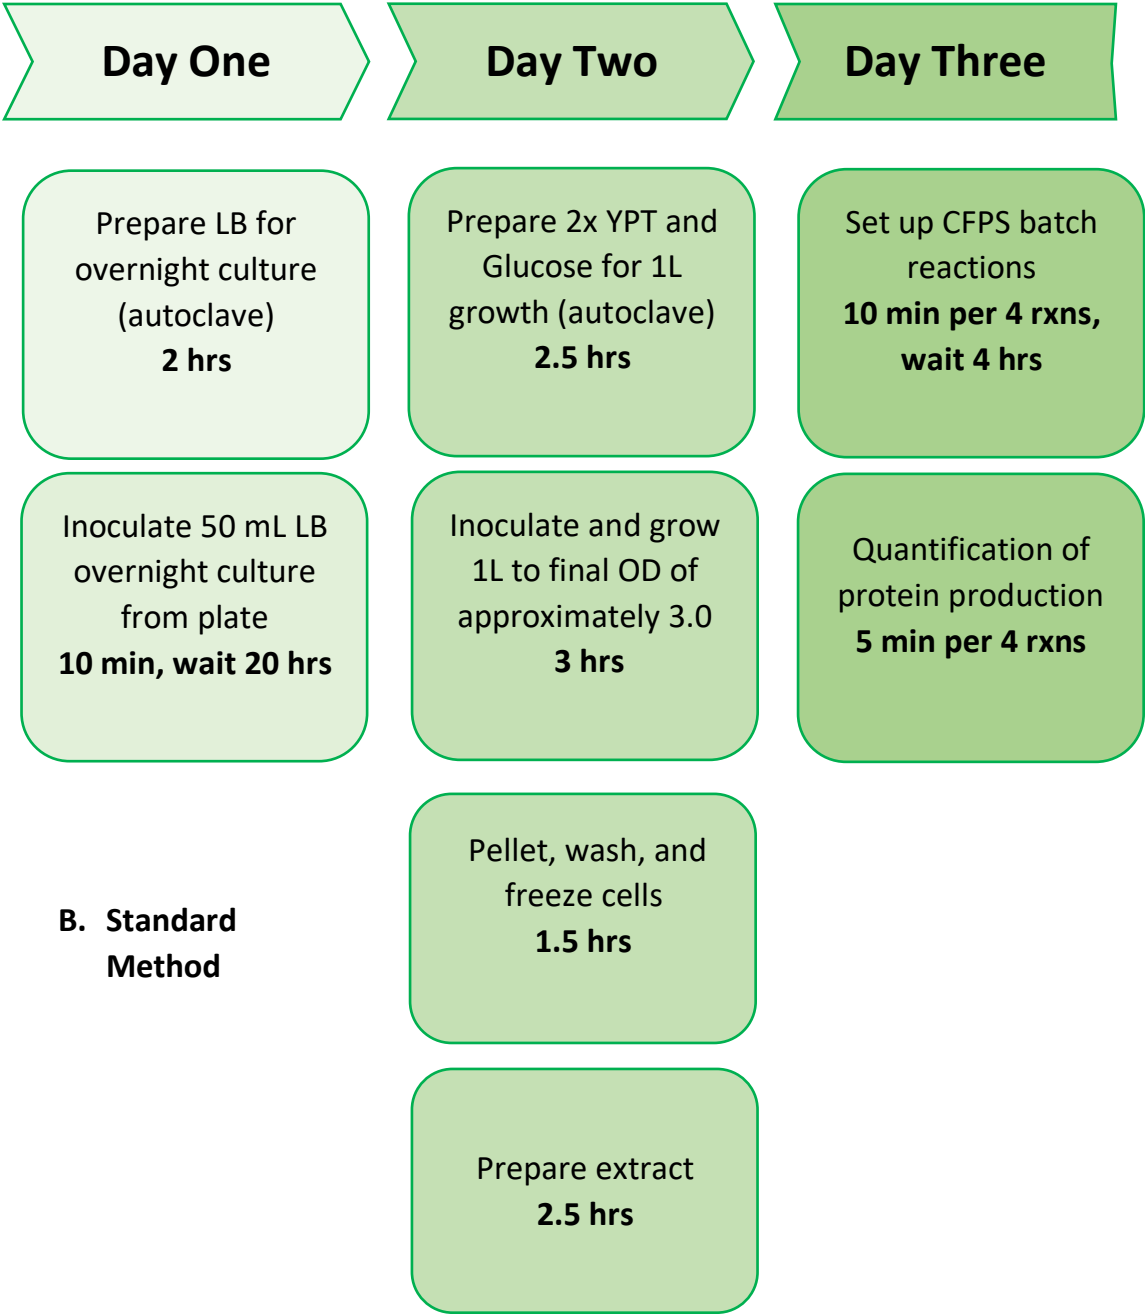 Day One
Day Two
Day Three
Prepare LB for
overnight culture
(autoclave)
2 hrs
Inoculate 50 mL LB
overnight culture
from plate
10 min, wait 20 hrs
Prepare 2x YPT and
Glucose for 1L
growth (autoclave)
2.5 hrs
Inoculate and grow
1L to final OD of
approximately 3.0
3 hrs
Pellet, wash, and
freeze cells
1.5 hrs
Prepare extract
2.5 hrs
Set up CFPS batch
reactions
10 min per 4 rxns,
wait 4 hrs
Quantification of
protein production
5 min per 4 rxns
B. Standard
Method